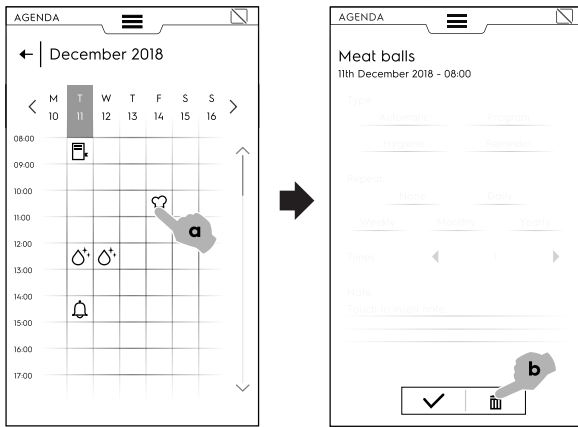 AGENDA
December 2018
M T W T F S S
10 11 12 13 14 15 16
08:00
09:00
10:00
11:00
12:00
13:00
14:00
15:00
16:00
17:00
a
AGENDA
Meat balls
11th December 2018 - 08:00
Type
Automatic Program
Hygiene Reminder
Repeat
None Daily
Weekly Monthly Yearly
Times 1
Note
b